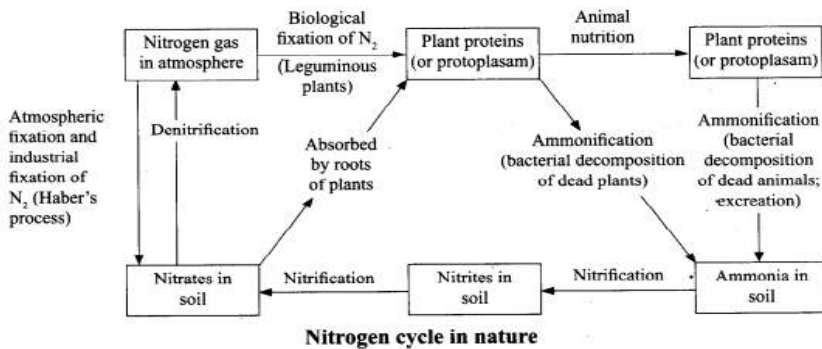 Nitrogen gas
in atmosphere
Biological
fixation of N₂
(Leguminous
plants)
Plant proteins
(or protoplasam)
Animal
nutrition
Plant proteins
(or protoplasam)
Atmospheric
fixation and
industrial
fixation of
N₂ (Haber's
process)
Denitrification
Absorbed
by roots
of plants
Ammonification
(bacterial decomposition
of dead plants)
Ammonification
(bacterial
decomposition
of dead animals;
excreation)
Nitrates in
soil
Nitrification
Nitrites in
soil
Nitrification
Ammonia in
soil
Nitrogen cycle in nature